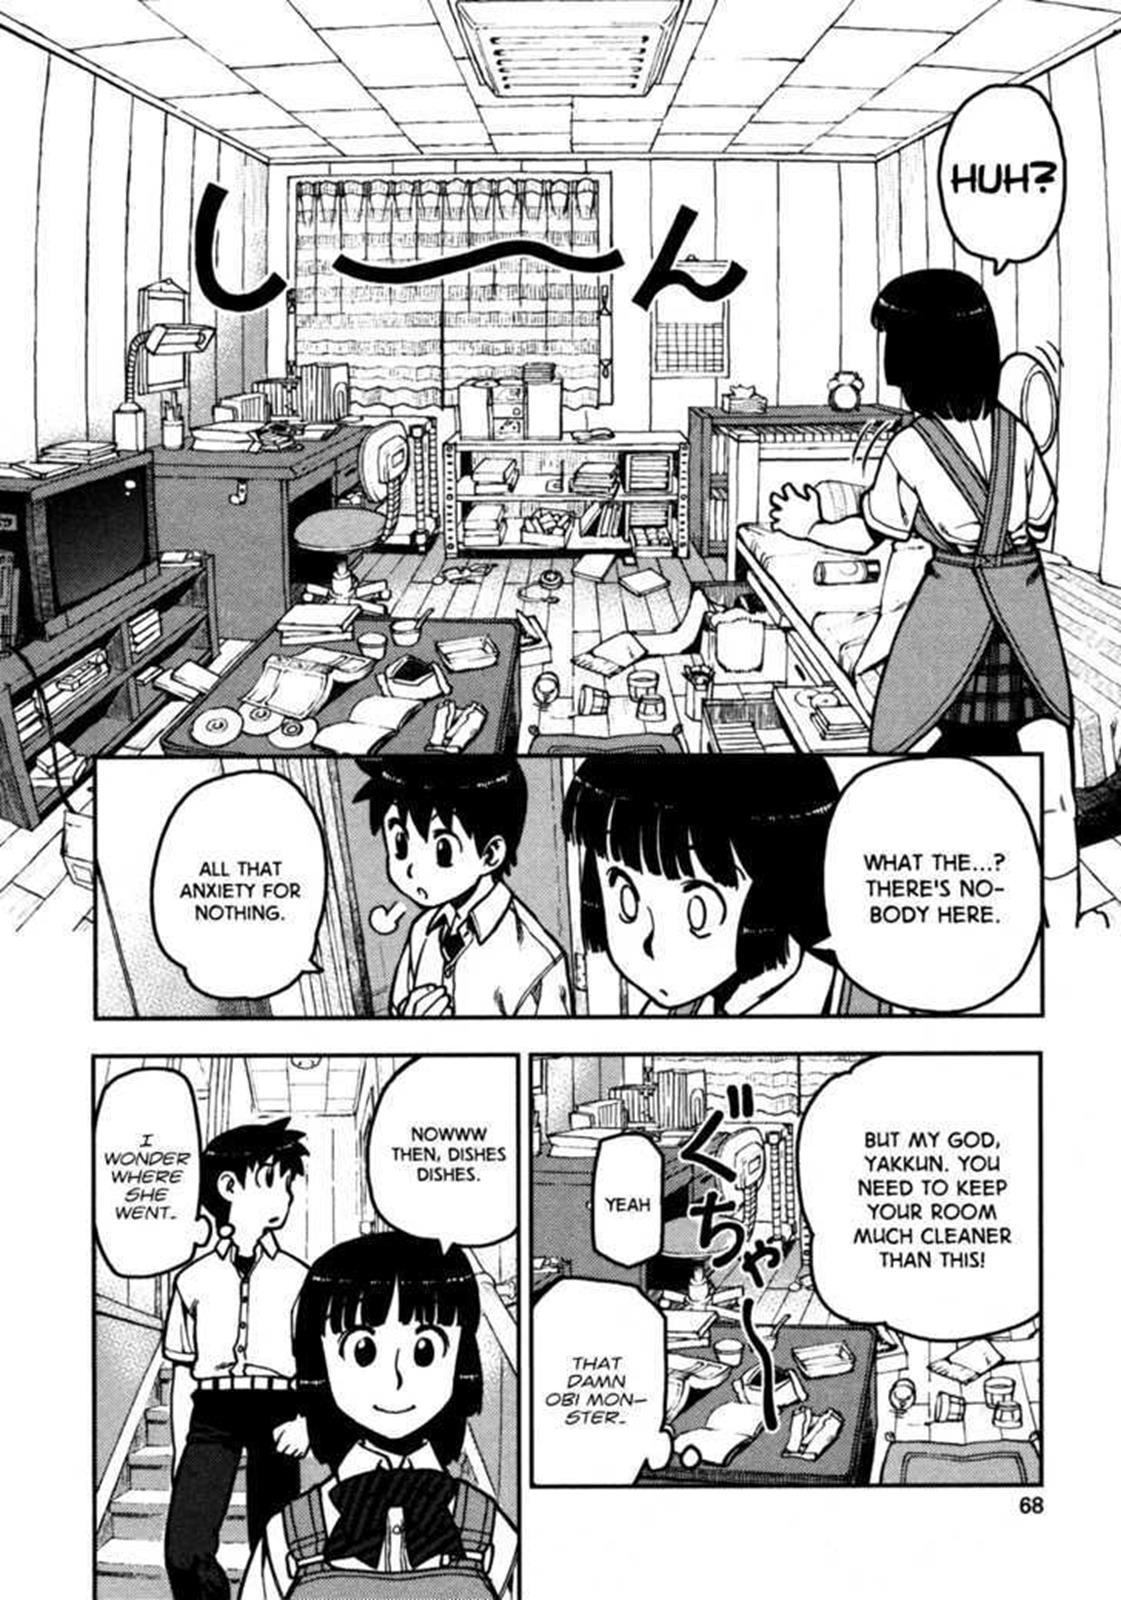 HUH?
しーん
WHAT THE...?
THERE'S NO-
BODY HERE.
ALL THAT
ANXIETY FOR
NOTHING.
BUT MY GOD,
YAKKUN. YOU
NEED TO KEEP
YOUR ROOM
MUCH CLEANER
THAN THIS!
YEAH
ぐちゃー
THAT
DAMN
OBI MON-
STER..
NOWWW
THEN, DISHES
DISHES.
I
WONDER
WHERE
SHE
WENT..
68